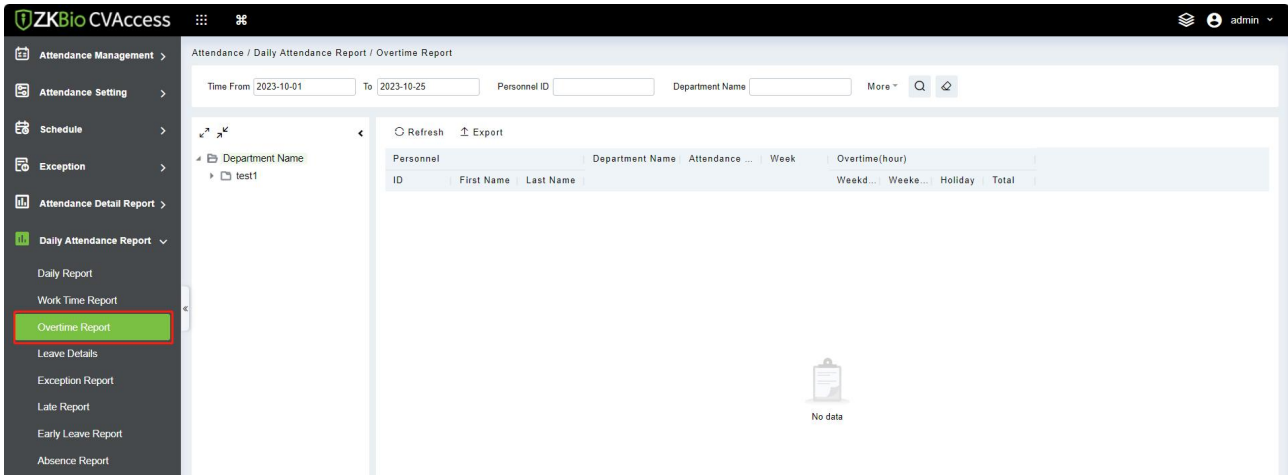 ZKBio CVAccess
admin
Attendance Management
Attendance Setting
Schedule
Exception
Attendance Detail Report
Daily Attendance Report
Daily Report
Work Time Report
Overtime Report
Leave Details
Exception Report
Late Report
Early Leave Report
Absence Report
Attendance / Daily Attendance Report / Overtime Report
Time From 2023-10-01 To 2023-10-25 Personnel ID Department Name More
Department Name
test1
Refresh Export
Personnel Department Name Attendance ... Week Overtime(hour)
ID First Name Last Name Weekd... Weeke... Holiday Total
No data